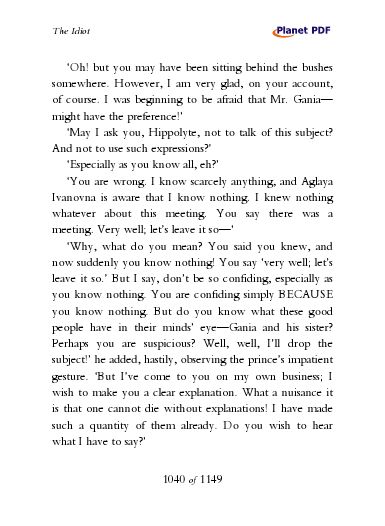 The Idiot
Planet PDF
‘Oh! but you may have been sitting behind the bushes
somewhere. However, I am very glad, on your account,
of course. I was beginning to be afraid that Mr. Gania—
might have the preference!’
‘May I ask you, Hippolyte, not to talk of this subject?
And not to use such expressions?’
‘Especially as you know all, eh?’
‘You are wrong. I know scarcely anything, and Aglaya
Ivanovna is aware that I know nothing. I knew nothing
whatever about this meeting. You say there was a
meeting. Very well; let’s leave it so—‘
‘Why, what do you mean? You said you knew, and
now suddenly you know nothing! You say ‘very well; let’s
leave it so.’ But I say, don’t be so confiding, especially as
you know nothing. You are confiding simply BECAUSE
you know nothing. But do you know what these good
people have in their minds’ eye—Gania and his sister?
Perhaps you are suspicious? Well, well, I’ll drop the
subject!’ he added, hastily, observing the prince’s impatient
gesture. ‘But I’ve come to you on my own business; I
wish to make you a clear explanation. What a nuisance it
is that one cannot die without explanations! I have made
such a quantity of them already. Do you wish to hear
what I have to say?’
1040 of 1149